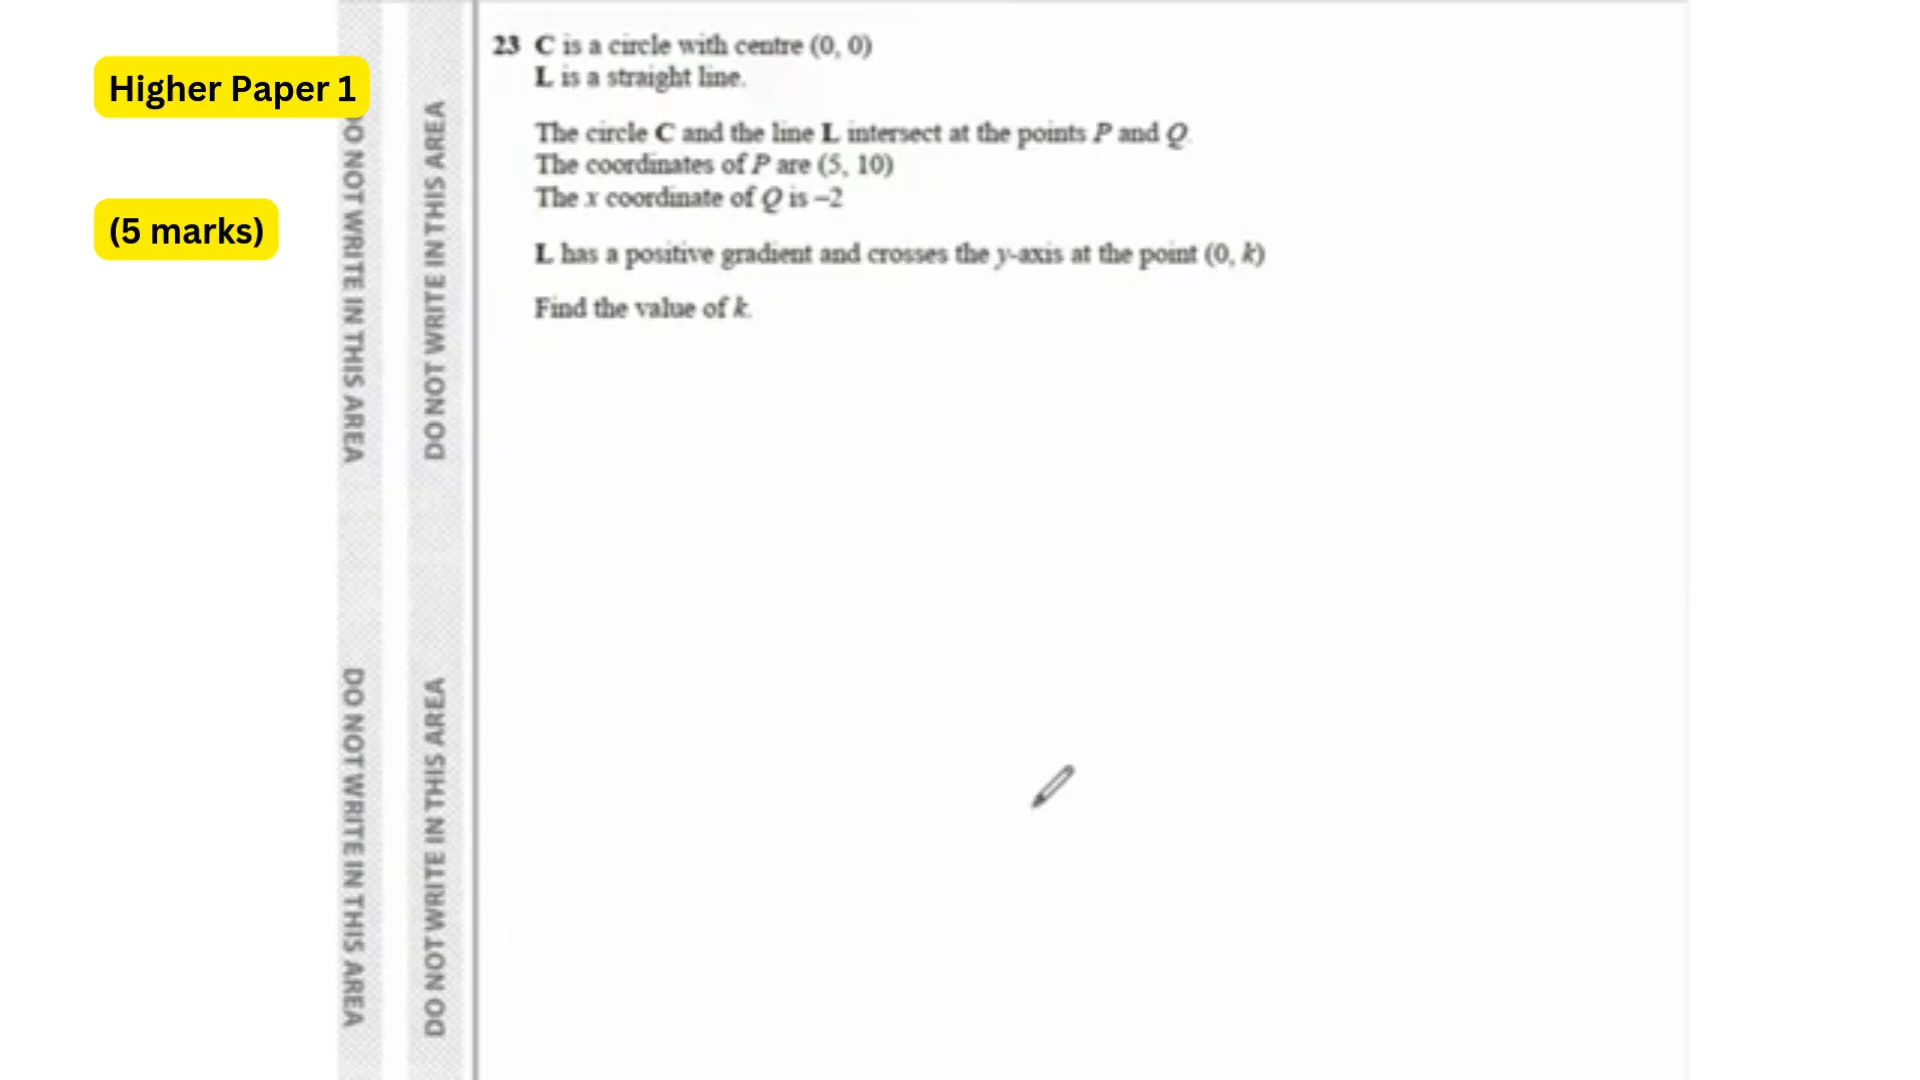 Higher Paper 1
(5 marks)
DO NOT WRITE IN THIS AREA
DO NOT WRITE IN THIS AREA
DO NOT WRITE IN THIS AREA
DO NOT WRITE IN THIS AREA
23 C is a circle with centre (0, 0)
L is a straight line.
The circle C and the line L intersect at the points P and Q.
The coordinates of P are (5, 10)
The x coordinate of Q is –2
L has a positive gradient and crosses the y-axis at the point (0, k)
Find the value of k.